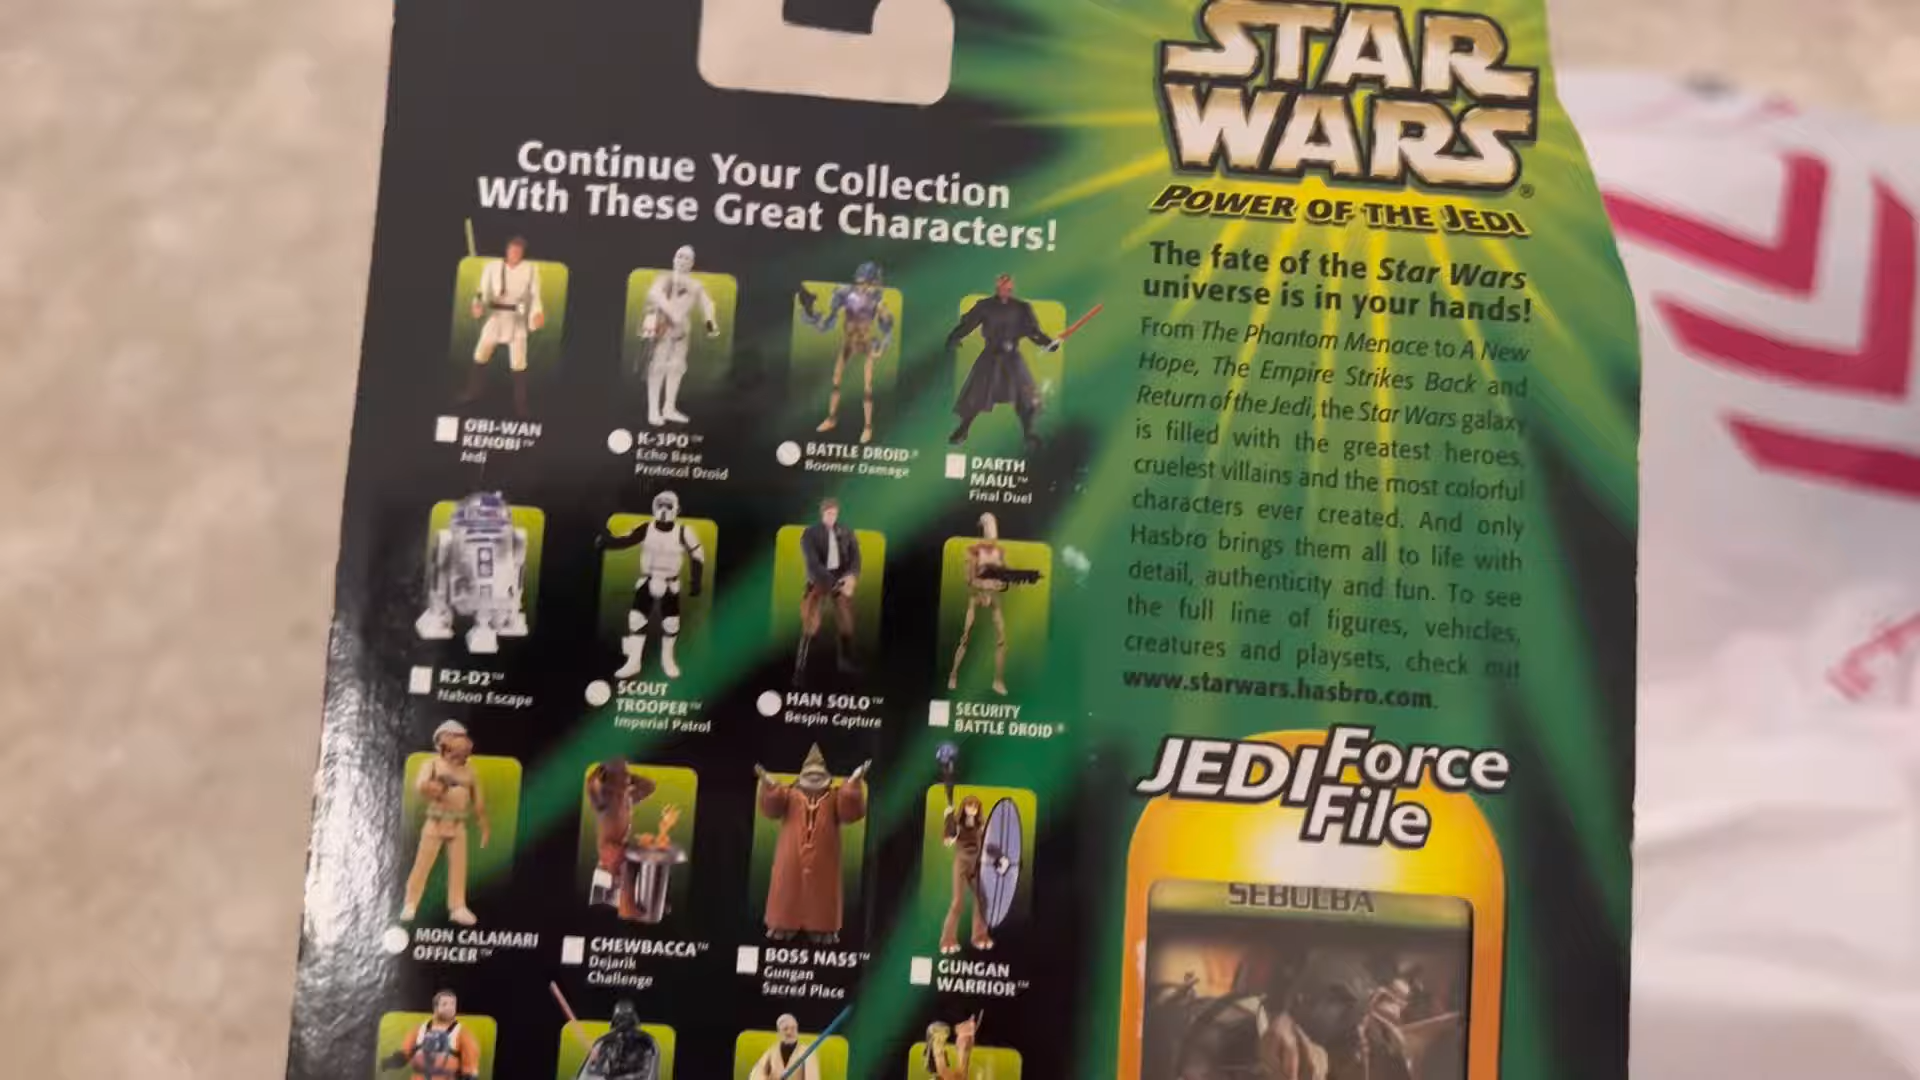 STAR
WARS®
POWER OF THE JEDI
Continue Your Collection
With These Great Characters!
OBI-WAN
KENOBI™
Jedi
K-3PO™
Echo Base
Protocol Droid
BATTLE DROID®
Boomer Damage
DARTH
MAUL™
Final Duel
R2-D2™
Naboo Escape
SCOUT
TROOPER™
Imperial Patrol
HAN SOLO™
Bespin Capture
SECURITY
BATTLE DROID®
MON CALAMARI
OFFICER™
CHEWBACCA™
Dejarik
Challenge
BOSS NASS™
Gungan
Sacred Place
GUNGAN
WARRIOR™
The fate of the Star Wars
universe is in your hands!
From The Phantom Menace to A New
Hope, The Empire Strikes Back and
Return of the Jedi, the Star Wars galaxy
is filled with the greatest heroes,
cruelest villains and the most colorful
characters ever created. And only
Hasbro brings them all to life with
detail, authenticity and fun. To see
the full line of figures, vehicles,
creatures and playsets, check out
www.starwars.hasbro.com.
JEDI Force
File
SEBULBA